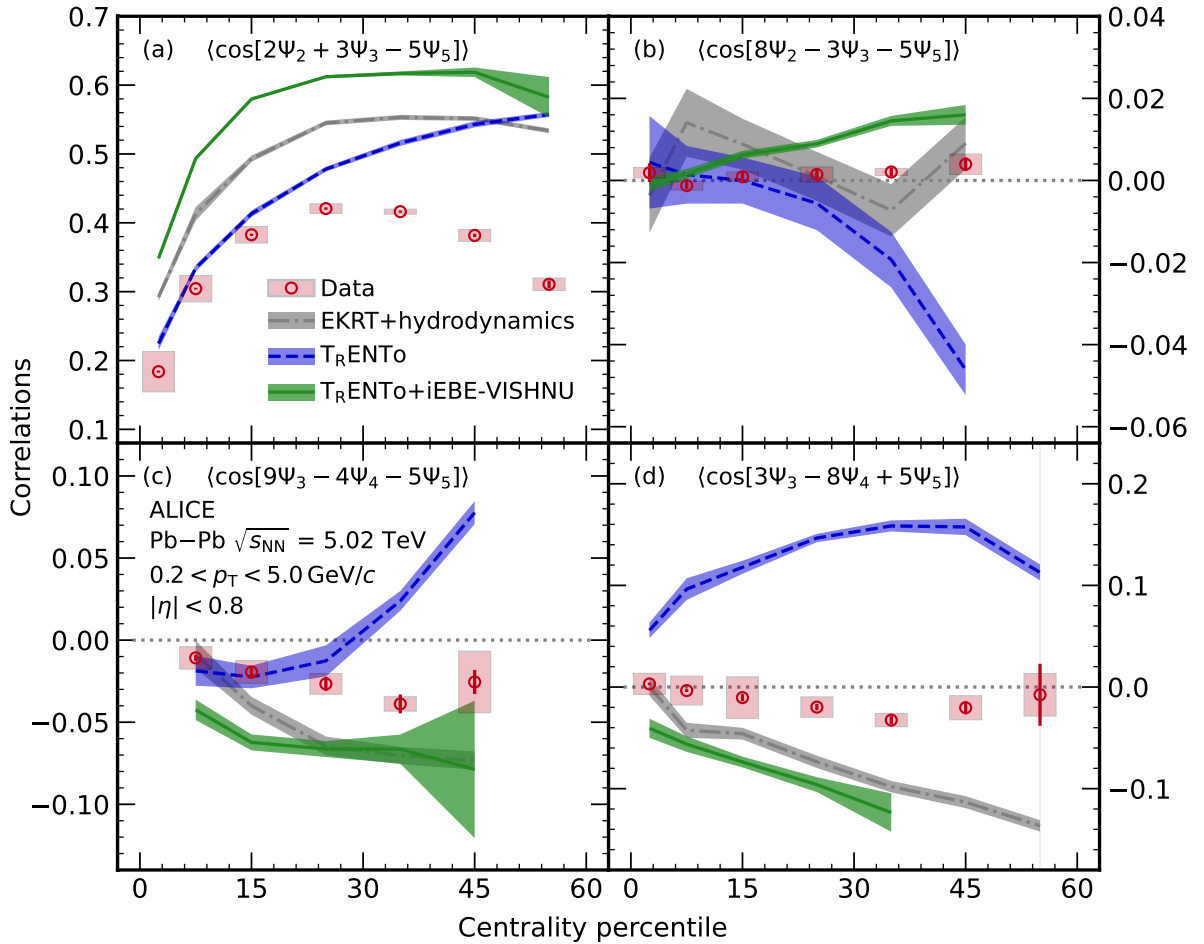 (a) ⟨cos[2Ψ₂ + 3Ψ₃ − 5Ψ₅]⟩
0.7
0.6
0.5
0.4
0.3
0.2
0.1
Data
EKRT+hydrodynamics
TRENTo
TRENTo+iEBE-VISHNU
(b) ⟨cos[8Ψ₂ − 3Ψ₃ − 5Ψ₅]⟩
0.04
0.02
0.00
−0.02
−0.04
−0.06
Correlations
(c) ⟨cos[9Ψ₃ − 4Ψ₄ − 5Ψ₅]⟩
ALICE
Pb−Pb √sNN = 5.02 TeV
0.2 < pT < 5.0 GeV/c
|η| < 0.8
0.10
0.05
0.00
−0.05
−0.10
(d) ⟨cos[3Ψ₃ − 8Ψ₄ + 5Ψ₅]⟩
0.2
0.1
0.0
−0.1
0 15 30 45 60
0 15 30 45 60
Centrality percentile